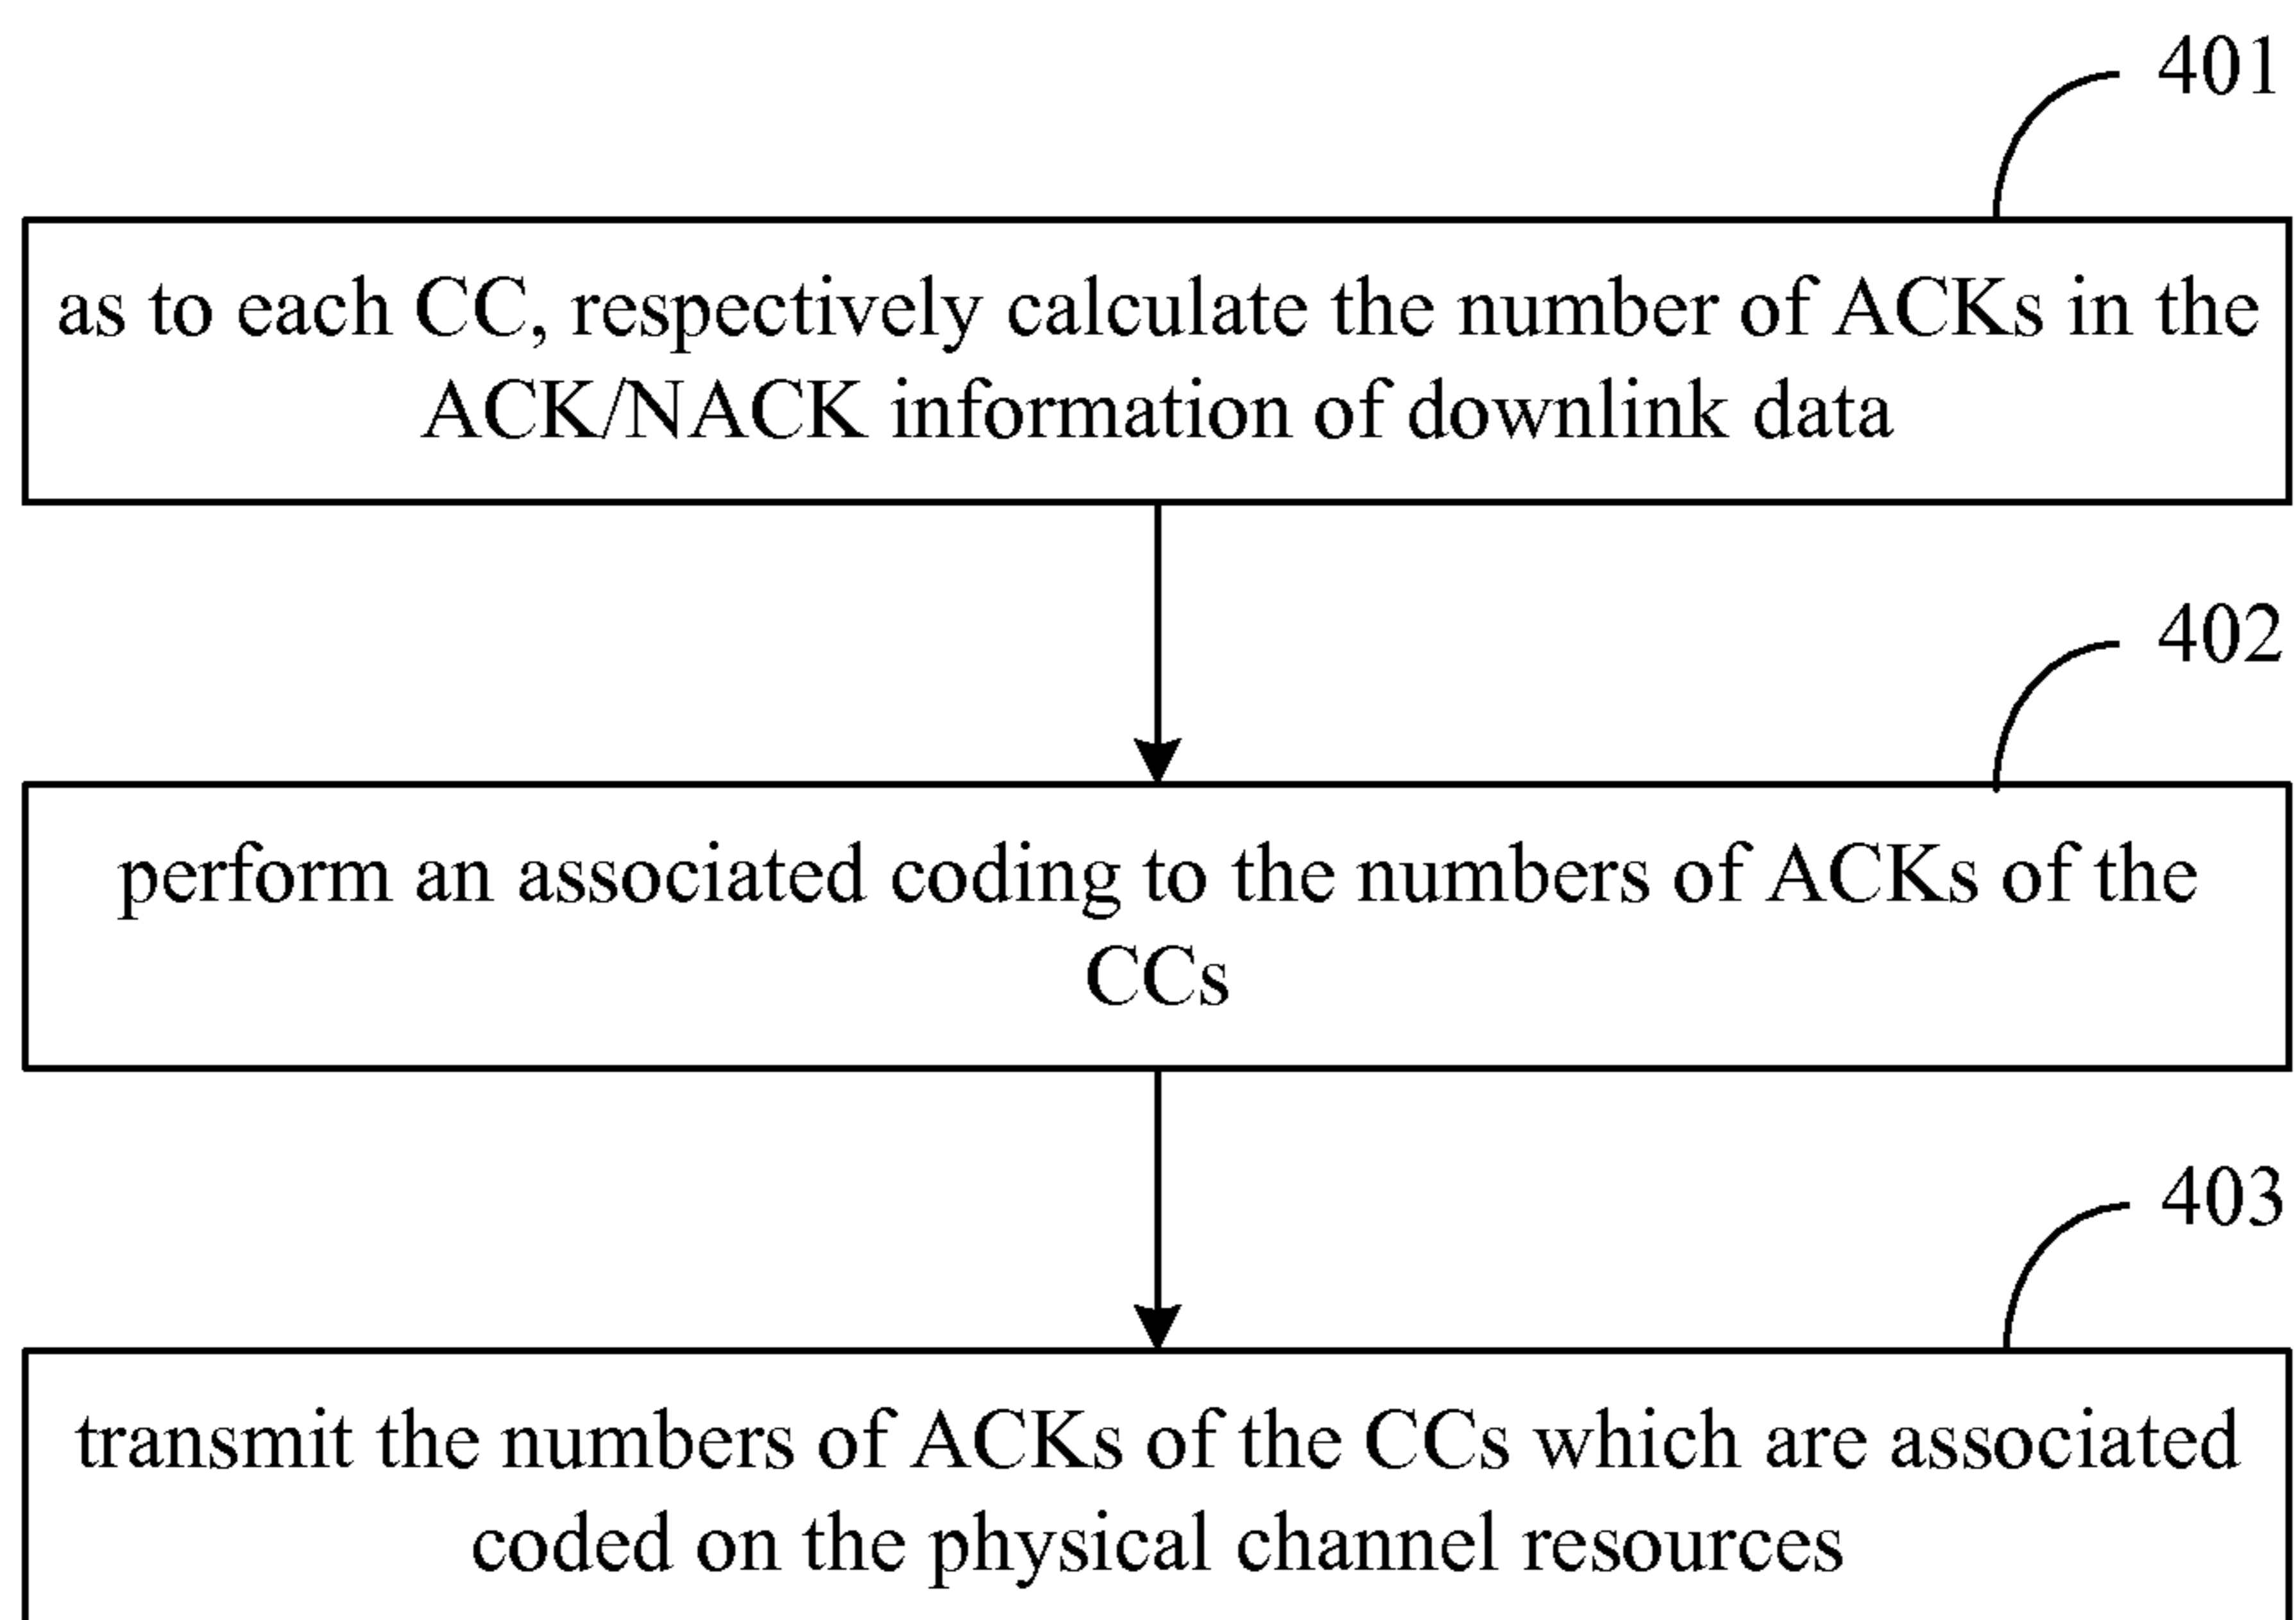 401
as to each CC, respectively calculate the number of ACKs in the
ACK/NACK information of downlink data
402
perform an associated coding to the numbers of ACKs of the
CCs
403
transmit the numbers of ACKs of the CCs which are associated
coded on the physical channel resources